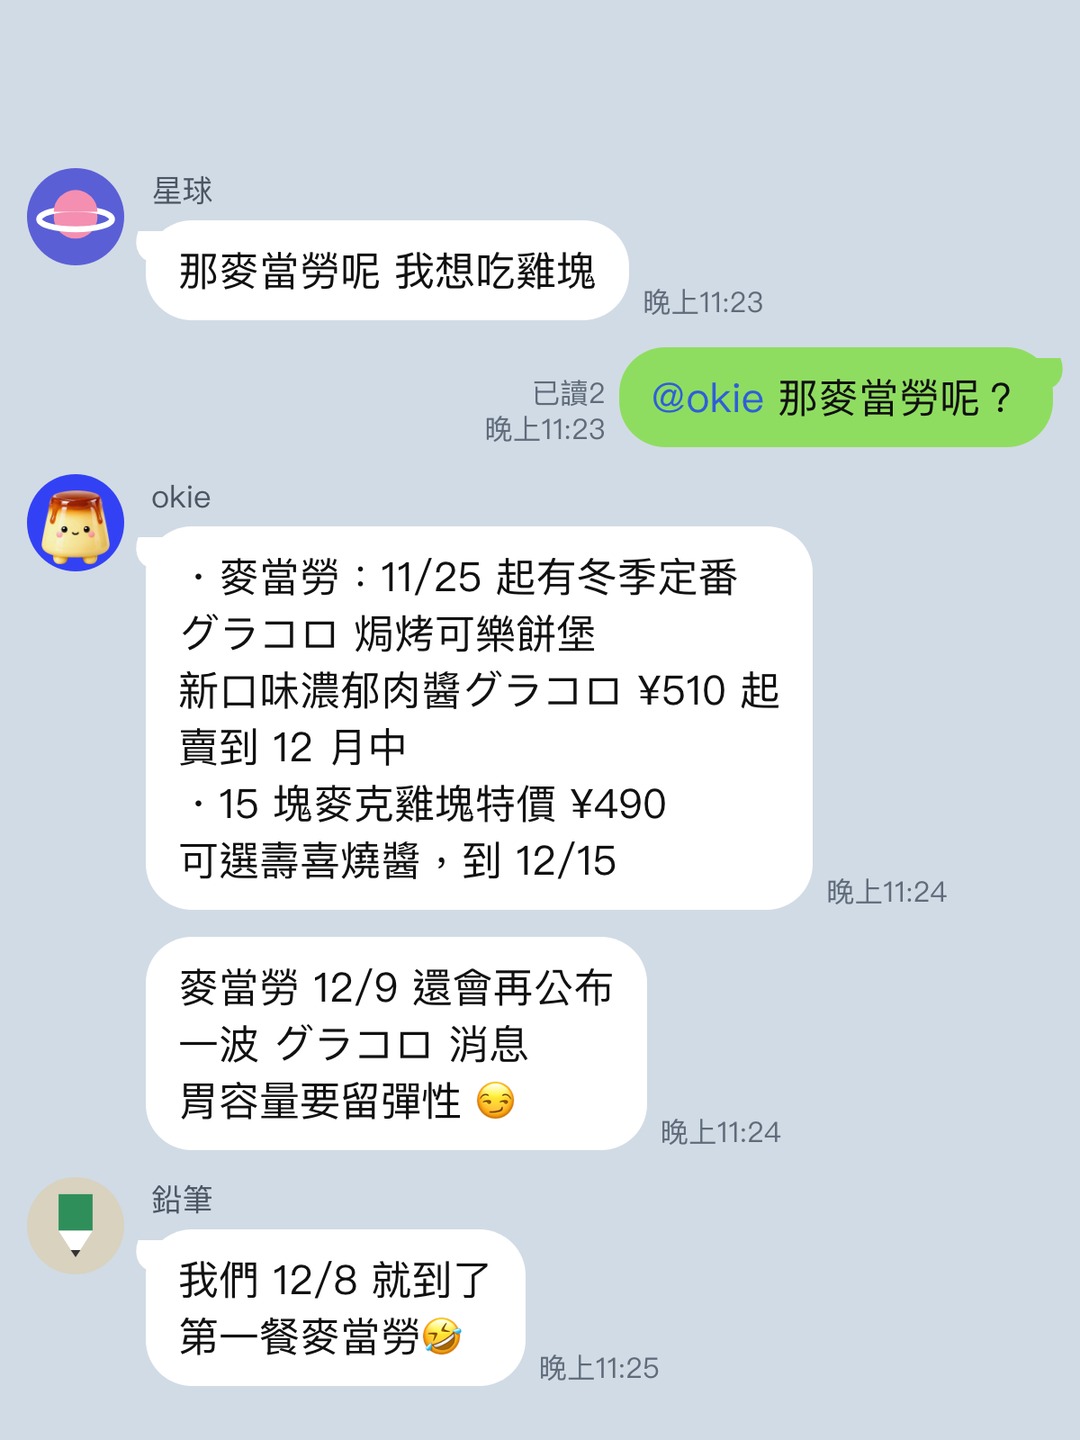 星球
那麥當勞呢 我想吃雞塊
晚上11:23
已讀2
晚上11:23
@okie 那麥當勞呢？
okie
・麥當勞：11/25 起有冬季定番
グラコロ 焗烤可樂餅堡
新口味濃郁肉醬グラコロ ¥510 起
賣到 12 月中
・15 塊麥克雞塊特價 ¥490
可選壽喜燒醬，到 12/15
晚上11:24
麥當勞 12/9 還會再公布
一波 グラコロ 消息
胃容量要留彈性 😏
晚上11:24
鉛筆
我們 12/8 就到了
第一餐麥當勞🤣
晚上11:25